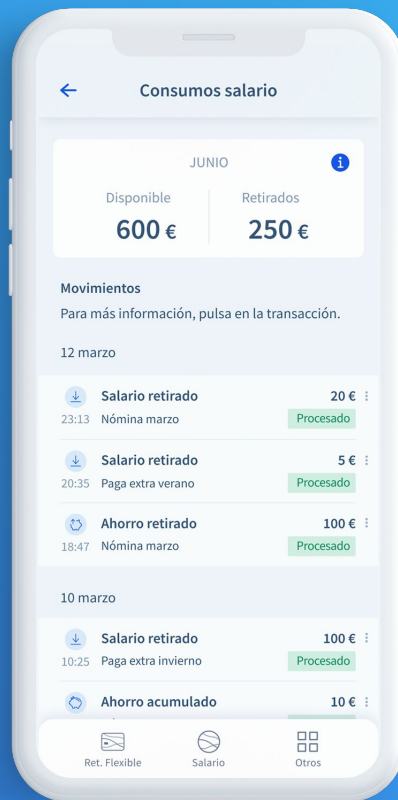 Consumos salario
JUNIO
Disponible Retirados
600 € 250 €
Movimientos
Para más información, pulsa en la transacción.
12 marzo
Salario retirado 20 €
23:13 Nómina marzo Procesado
Salario retirado 5 €
20:35 Paga extra verano Procesado
Ahorro retirado 100 €
18:47 Nómina marzo Procesado
10 marzo
Salario retirado 100 €
10:25 Paga extra invierno Procesado
Ahorro acumulado 10 €
Ret. Flexible Salario Otros